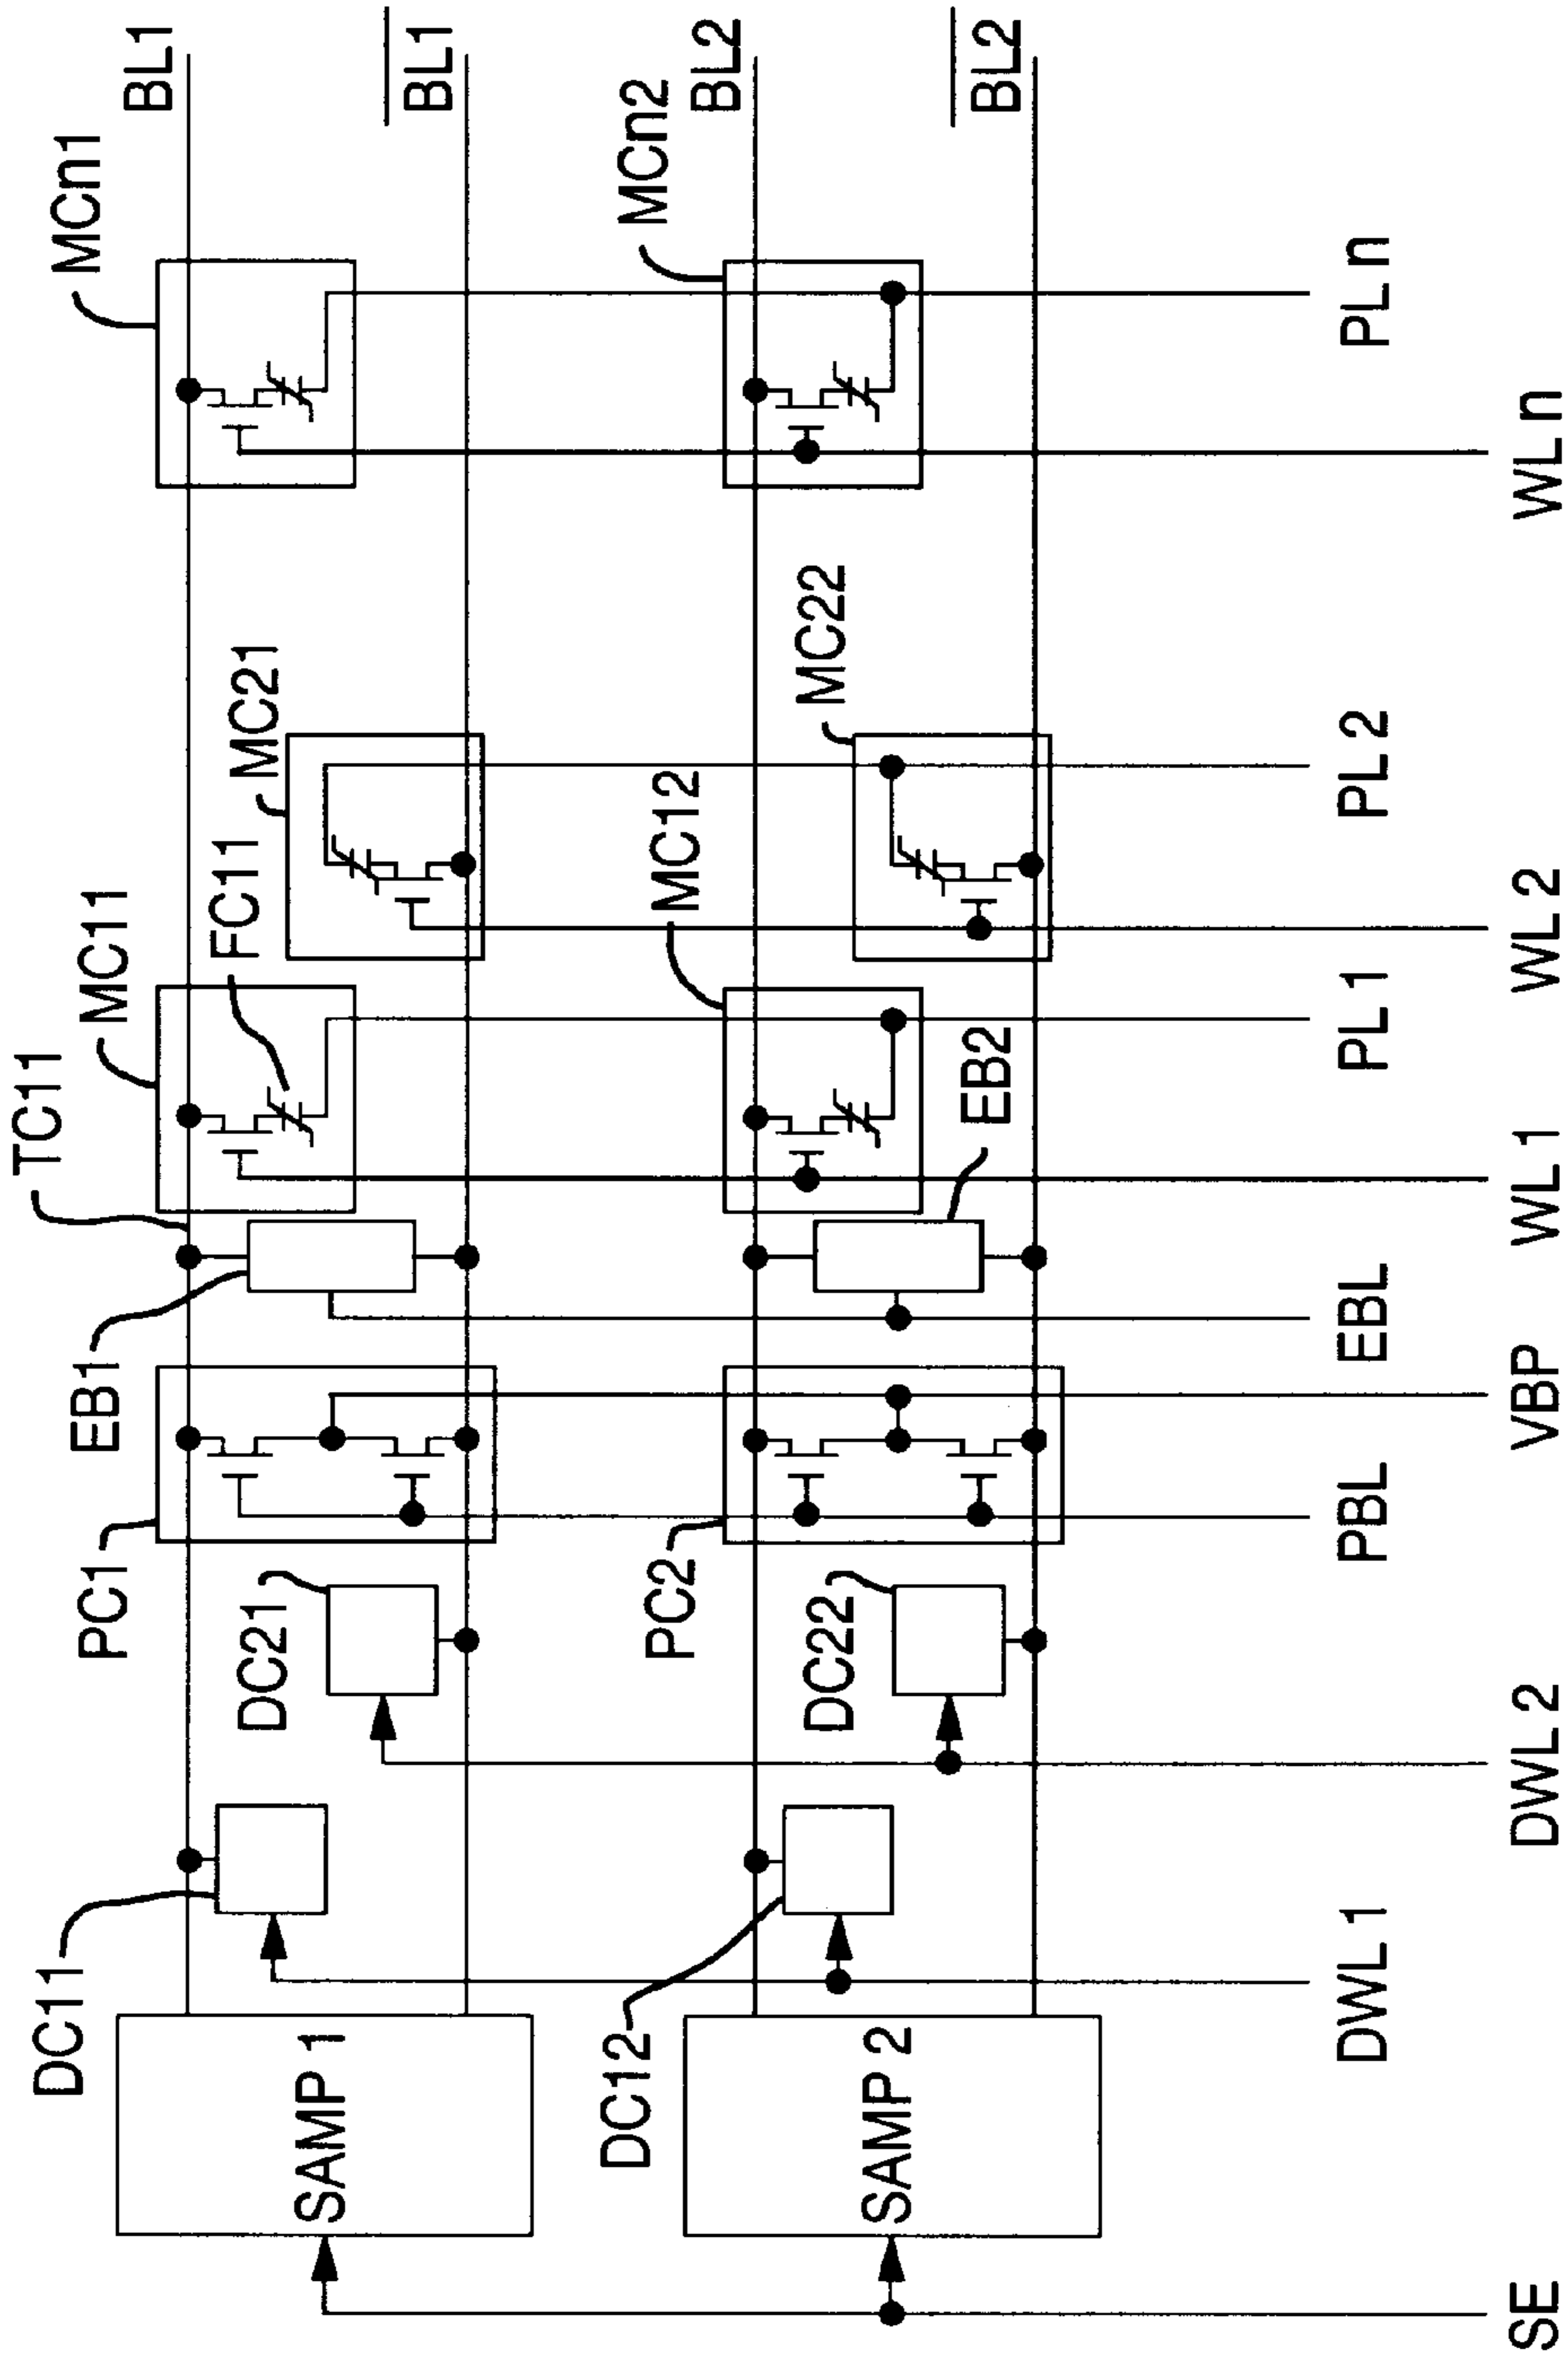 TC11
MC11
FC11
MC21
MCn1
BL1
BL1
EB1
PC1
DC21
DC11
SAMP 1
MC12
MC22
MCn2
BL2
BL2
EB2
PC2
DC22
DC12
SAMP 2
SE
DWL1
DWL 2
PBL
VBP
EBL
WL 1
PL 1
WL 2
PL 2
WL n
PL n